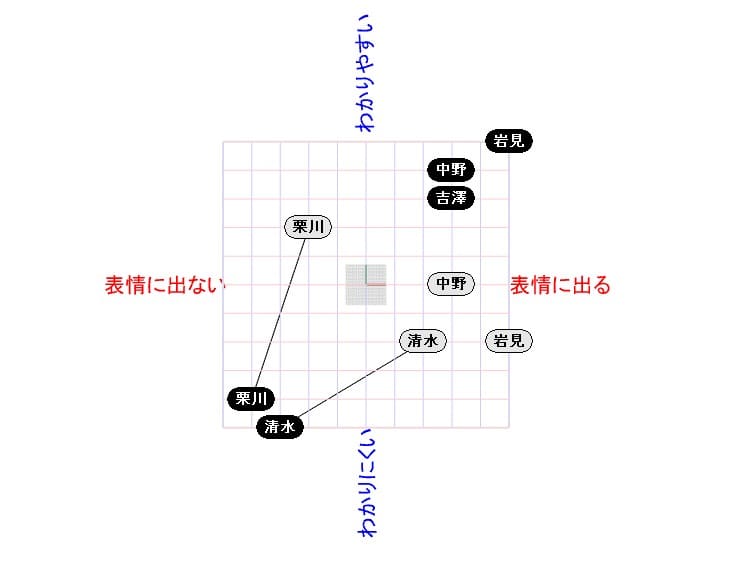 わかりやすい
岩見
中野
吉澤
栗川
表情に出ない
中野
表情に出る
清水
岩見
栗川
清水
わかりにくい